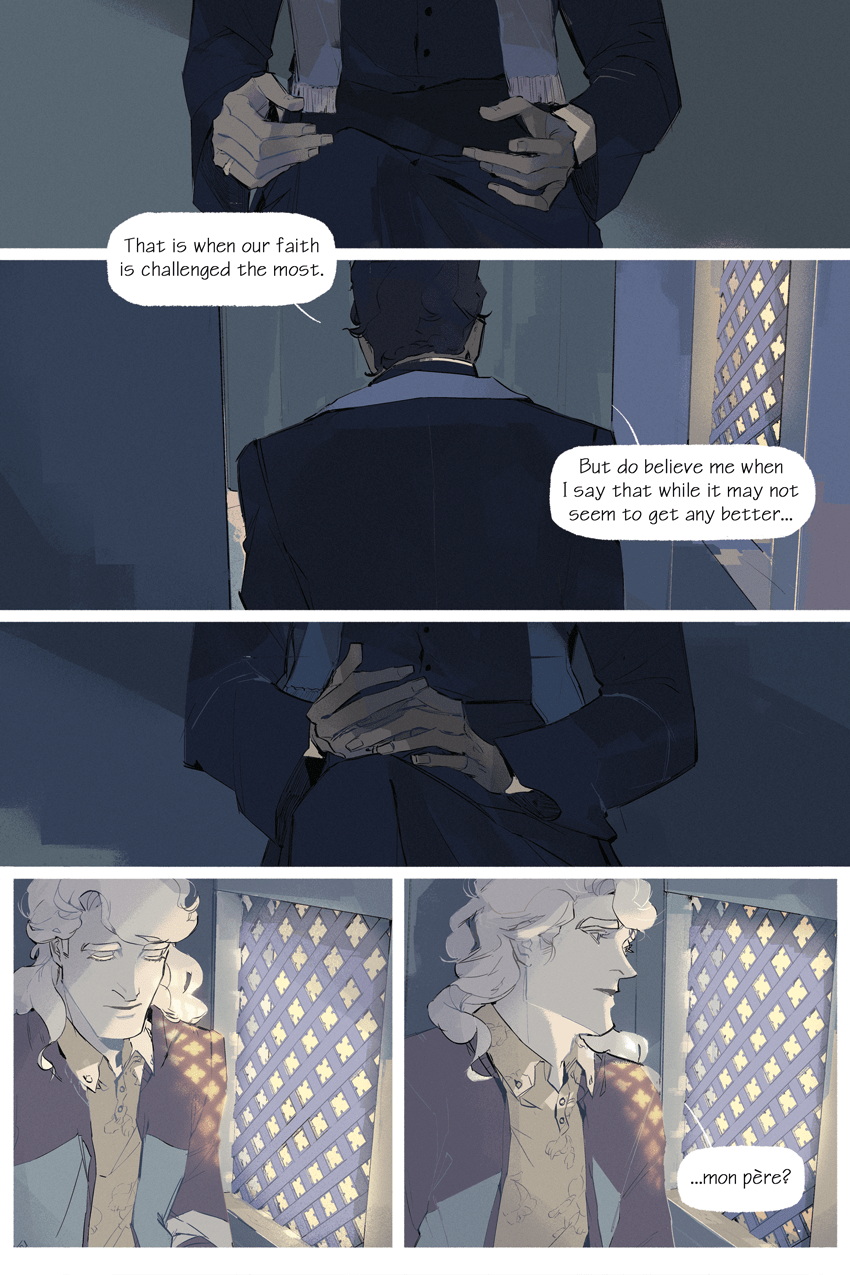 That is when our faith
is challenged the most.
But do believe me when
I say that while it may not
seem to get any better...
...mon père?